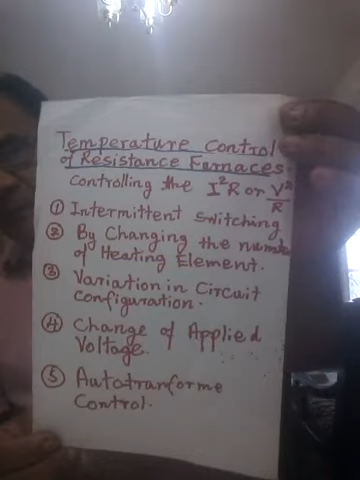 Temperature Control
of Resistance Furnaces.
Controlling the I²R or V²/R
① Intermittent Switching
② By Changing the number
of Heating Element.
③ Variation in Circuit
Configuration.
④ Change of Applied
Voltage.
⑤ Autotranforme
Control.